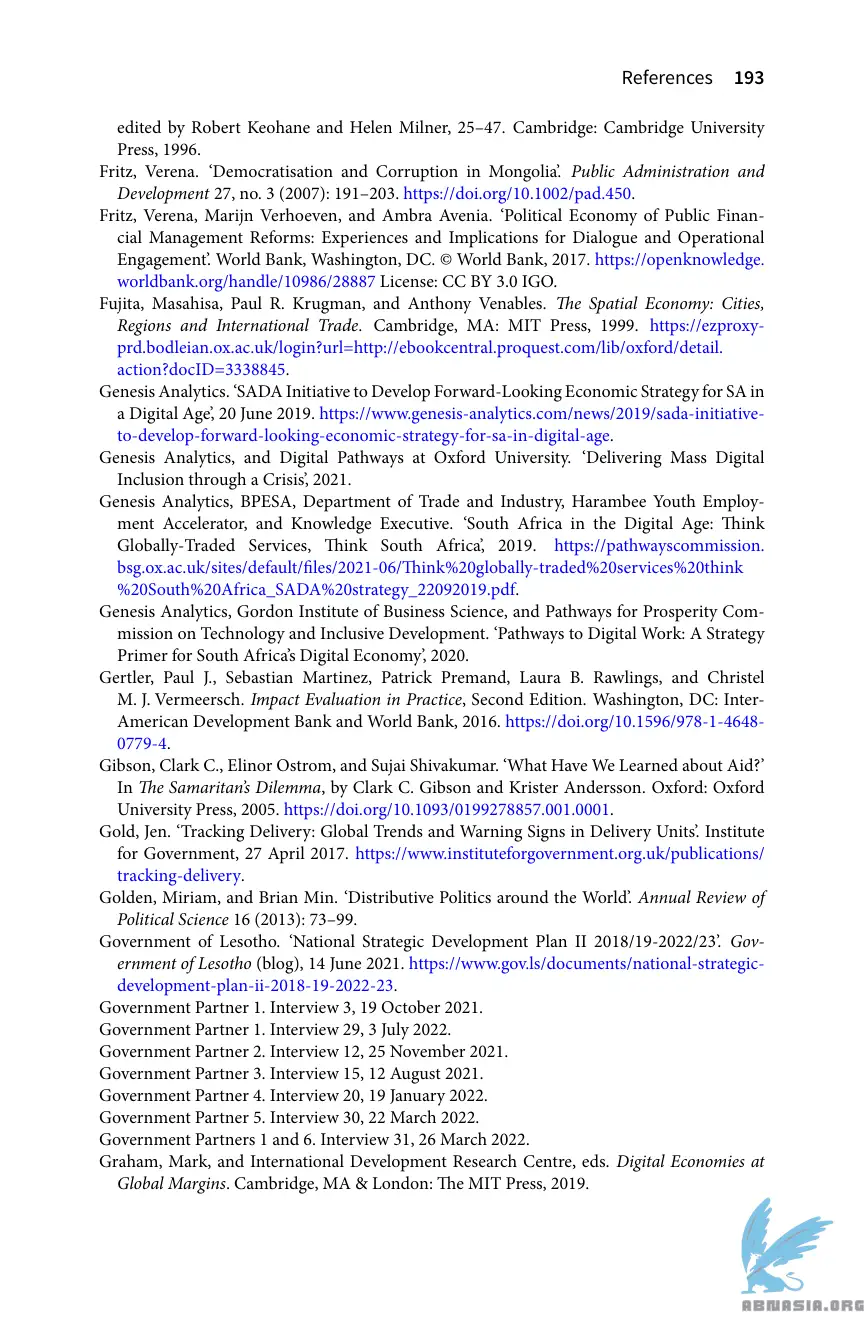 References 193
edited by Robert Keohane and Helen Milner, 25–47. Cambridge: Cambridge University
Press, 1996.
Fritz, Verena. ‘Democratisation and Corruption in Mongolia’. Public Administration and
Development 27, no. 3 (2007): 191–203. https://doi.org/10.1002/pad.450.
Fritz, Verena, Marijn Verhoeven, and Ambra Avenia. ‘Political Economy of Public Finan-
cial Management Reforms: Experiences and Implications for Dialogue and Operational
Engagement’. World Bank, Washington, DC. © World Bank, 2017. https://openknowledge.
worldbank.org/handle/10986/28887 License: CC BY 3.0 IGO.
Fujita, Masahisa, Paul R. Krugman, and Anthony Venables. The Spatial Economy: Cities,
Regions and International Trade. Cambridge, MA: MIT Press, 1999. https://ezproxy-
prd.bodleian.ox.ac.uk/login?url=http://ebookcentral.proquest.com/lib/oxford/detail.
action?docID=3338845.
Genesis Analytics. ‘SADA Initiative to Develop Forward-Looking Economic Strategy for SA in
a Digital Age’, 20 June 2019. https://www.genesis-analytics.com/news/2019/sada-initiative-
to-develop-forward-looking-economic-strategy-for-sa-in-digital-age.
Genesis Analytics, and Digital Pathways at Oxford University. ‘Delivering Mass Digital
Inclusion through a Crisis’, 2021.
Genesis Analytics, BPESA, Department of Trade and Industry, Harambee Youth Employ-
ment Accelerator, and Knowledge Executive. ‘South Africa in the Digital Age: Think
Globally-Traded Services, Think South Africa’, 2019. https://pathwayscommission.
bsg.ox.ac.uk/sites/default/files/2021-06/Think%20globally-traded%20services%20think
%20South%20Africa_SADA%20strategy_22092019.pdf.
Genesis Analytics, Gordon Institute of Business Science, and Pathways for Prosperity Com-
mission on Technology and Inclusive Development. ‘Pathways to Digital Work: A Strategy
Primer for South Africa’s Digital Economy’, 2020.
Gertler, Paul J., Sebastian Martinez, Patrick Premand, Laura B. Rawlings, and Christel
M. J. Vermeersch. Impact Evaluation in Practice, Second Edition. Washington, DC: Inter-
American Development Bank and World Bank, 2016. https://doi.org/10.1596/978-1-4648-
0779-4.
Gibson, Clark C., Elinor Ostrom, and Sujai Shivakumar. ‘What Have We Learned about Aid?’
In The Samaritan’s Dilemma, by Clark C. Gibson and Krister Andersson. Oxford: Oxford
University Press, 2005. https://doi.org/10.1093/0199278857.001.0001.
Gold, Jen. ‘Tracking Delivery: Global Trends and Warning Signs in Delivery Units’. Institute
for Government, 27 April 2017. https://www.instituteforgovernment.org.uk/publications/
tracking-delivery.
Golden, Miriam, and Brian Min. ‘Distributive Politics around the World’. Annual Review of
Political Science 16 (2013): 73–99.
Government of Lesotho. ‘National Strategic Development Plan II 2018/19-2022/23’. Gov-
ernment of Lesotho (blog), 14 June 2021. https://www.gov.ls/documents/national-strategic-
development-plan-ii-2018-19-2022-23.
Government Partner 1. Interview 3, 19 October 2021.
Government Partner 1. Interview 29, 3 July 2022.
Government Partner 2. Interview 12, 25 November 2021.
Government Partner 3. Interview 15, 12 August 2021.
Government Partner 4. Interview 20, 19 January 2022.
Government Partner 5. Interview 30, 22 March 2022.
Government Partners 1 and 6. Interview 31, 26 March 2022.
Graham, Mark, and International Development Research Centre, eds. Digital Economies at
Global Margins. Cambridge, MA & London: The MIT Press, 2019.
ABNASIA.ORG